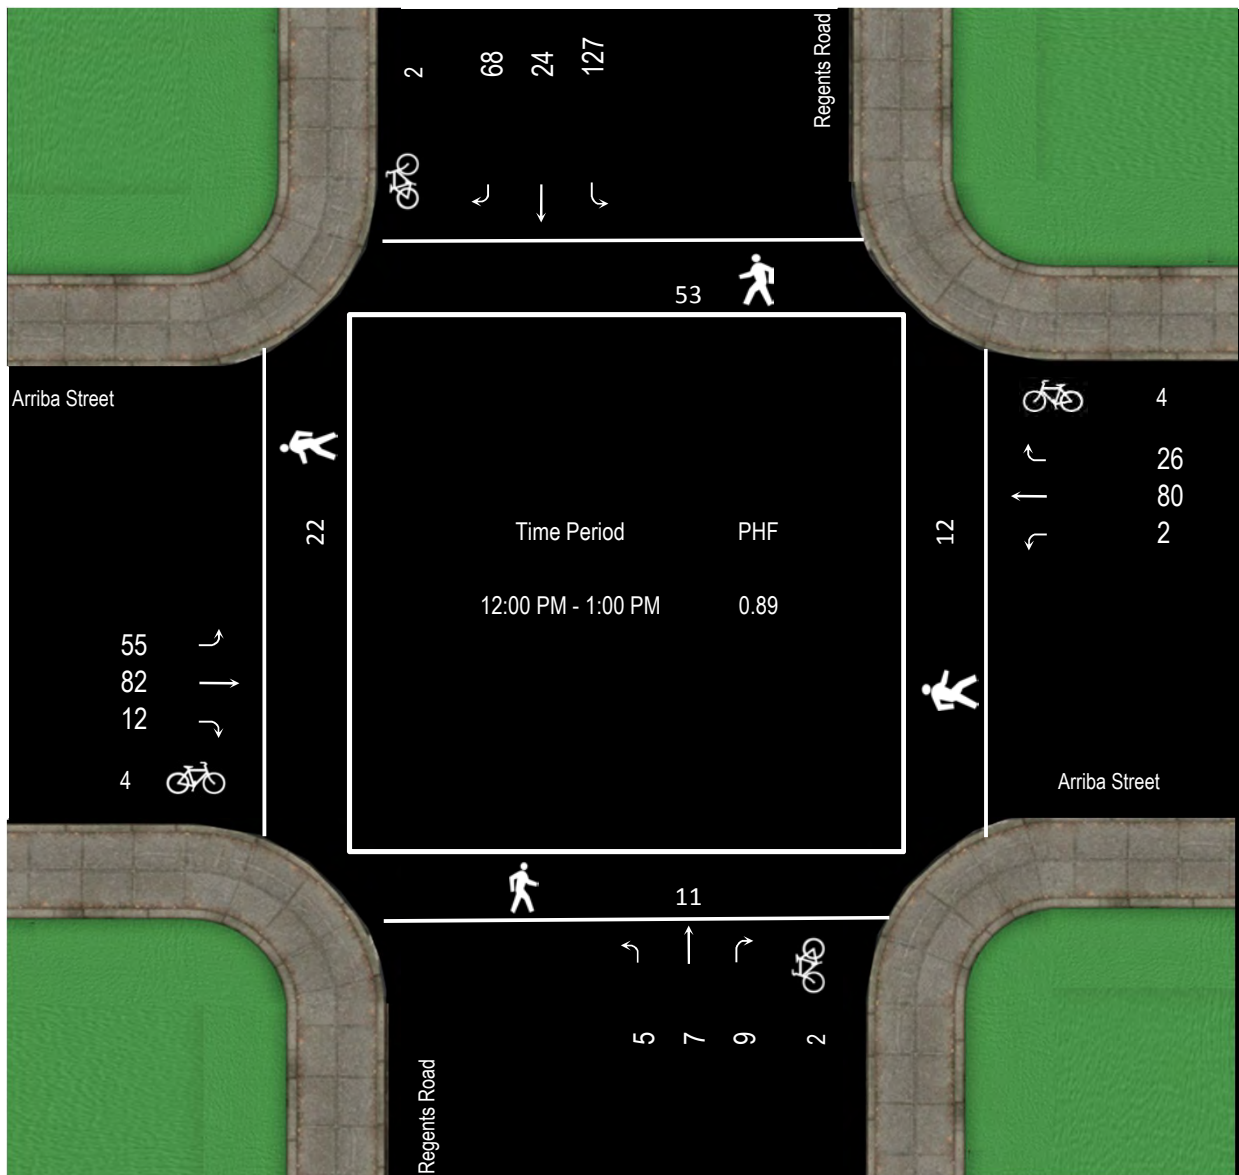 2 68 24 127
Regents Road
53
Arriba Street
4
26
80
2
22
12
Time Period PHF
12:00 PM - 1:00 PM 0.89
55
82
12
4
Arriba Street
11
5 7 9 2
Regents Road